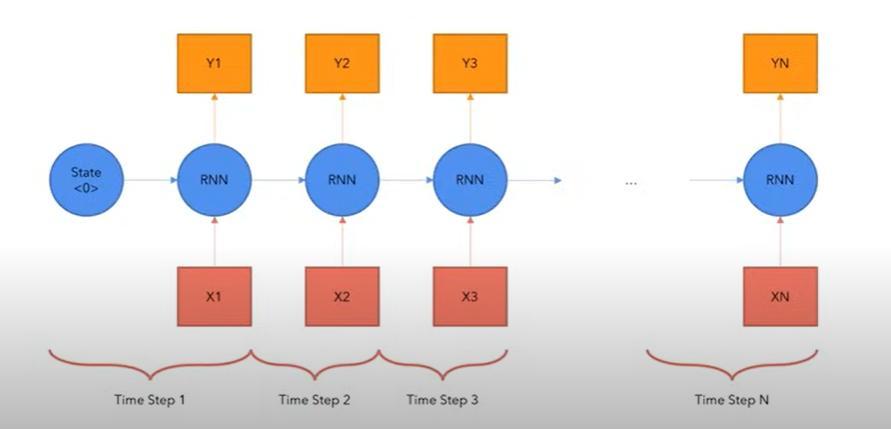 Y1 Y2 Y3 YN
State
<0>
RNN RNN RNN ... RNN
X1 X2 X3 XN
Time Step 1 Time Step 2 Time Step 3 Time Step N